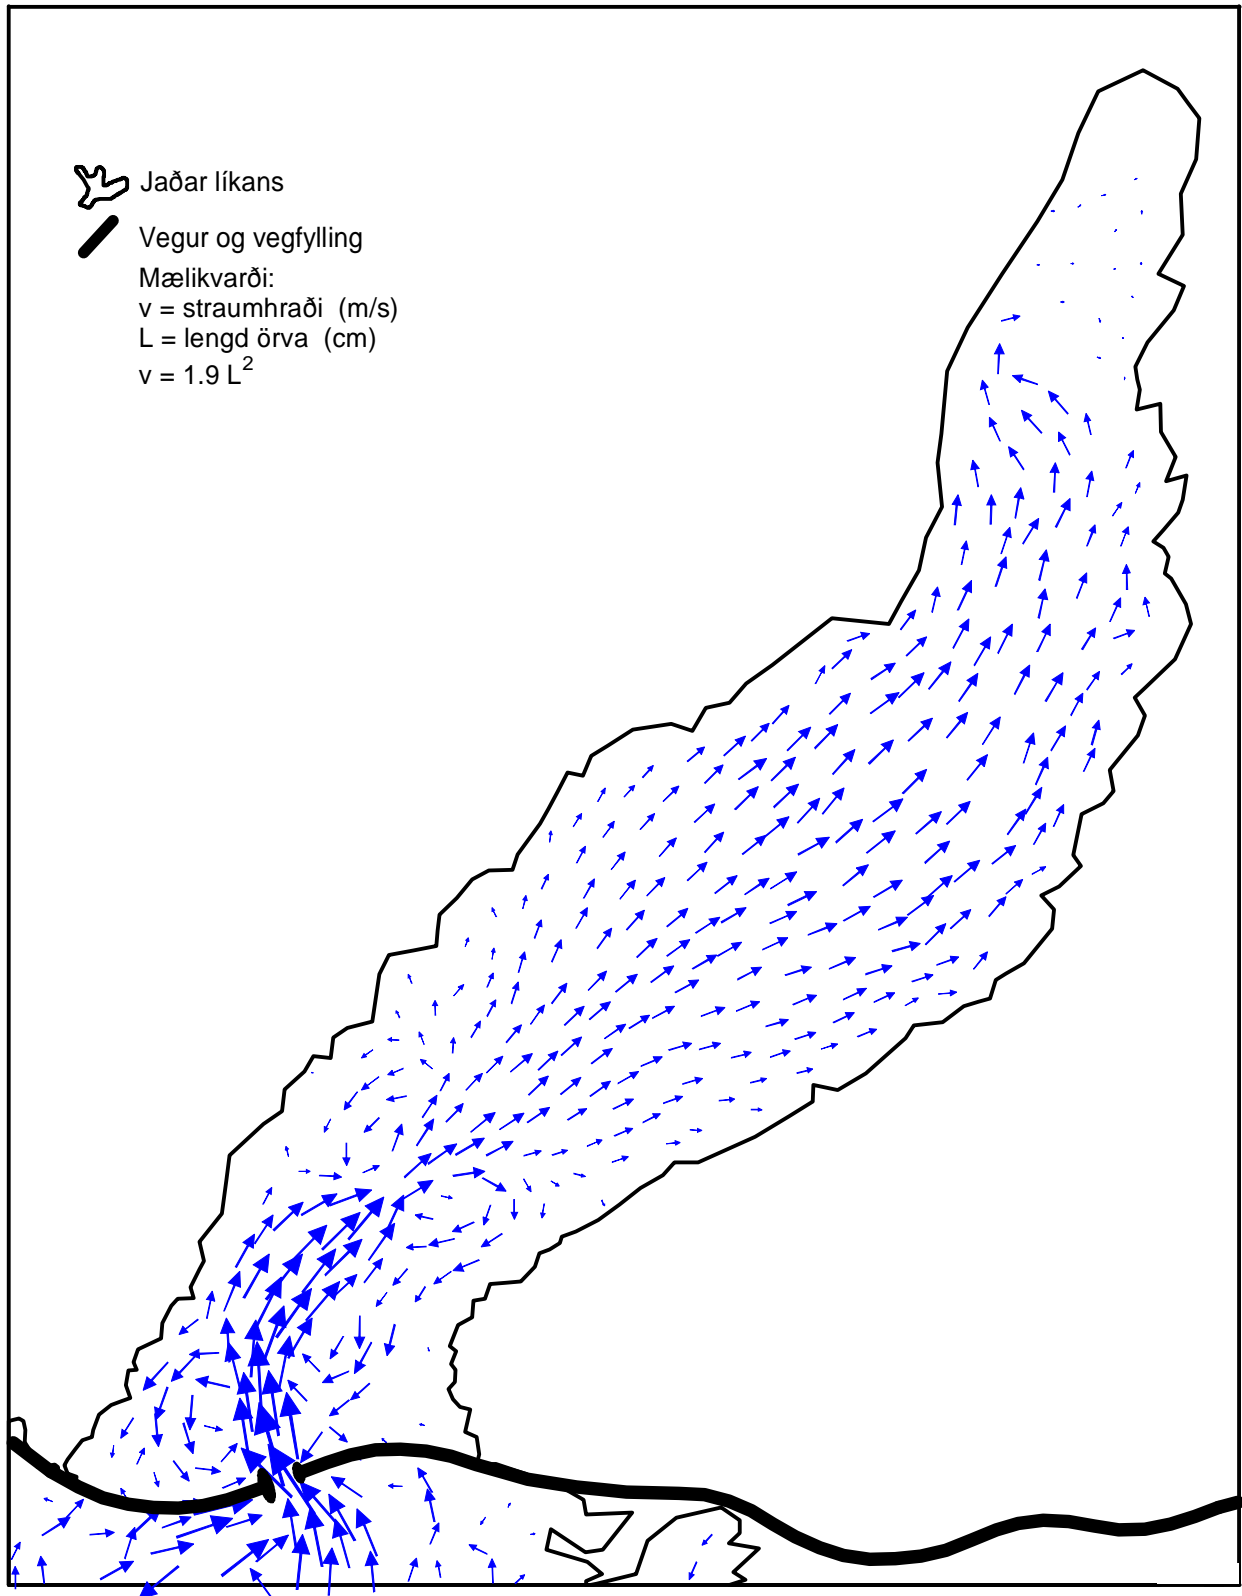 Jaðar líkans
Vegur og vegfylling
Mælikvarði:
v = straumhraði (m/s)
L = lengd örva (cm)
v = 1.9 L²